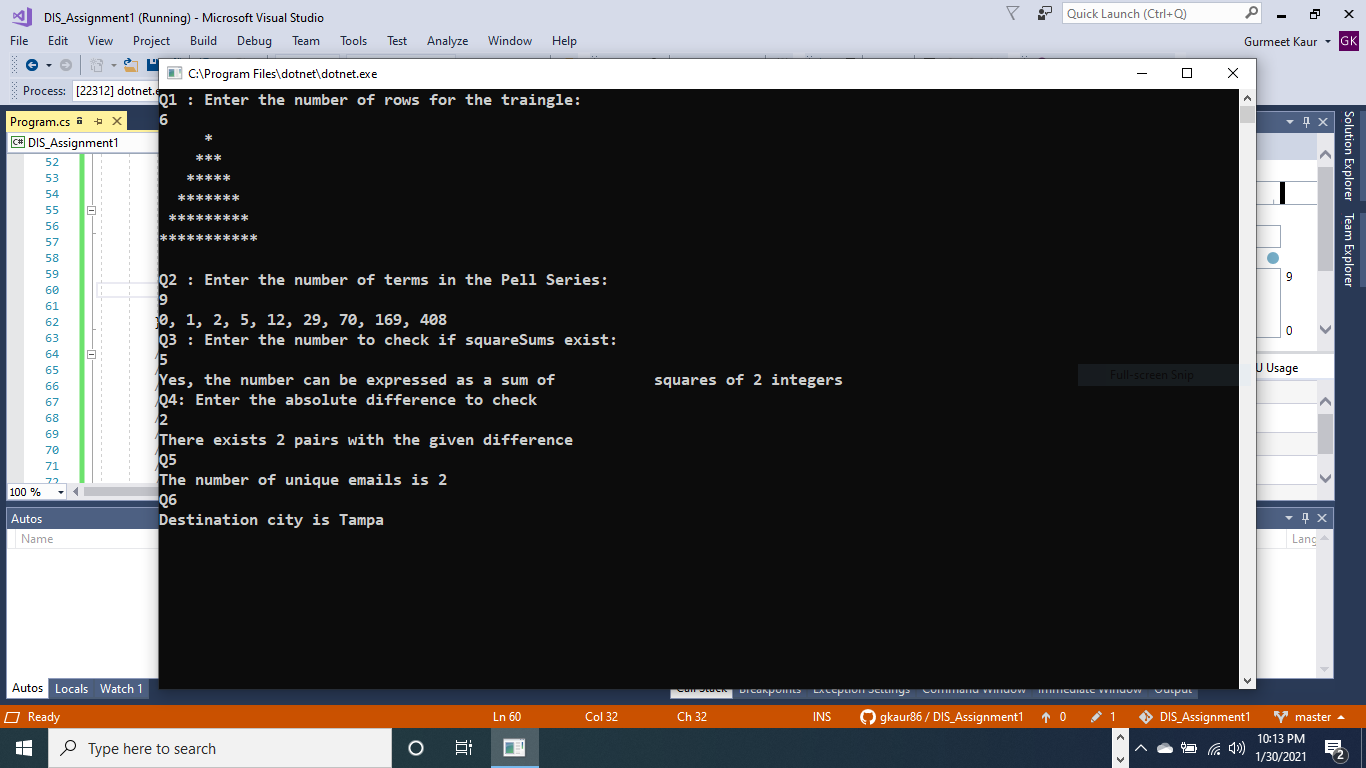 DIS_Assignment1 (Running) - Microsoft Visual Studio
Quick Launch (Ctrl+Q)
File Edit View Project Build Debug Team Tools Test Analyze Window Help
Gurmeet Kaur GK
Process: [22312] dotnet.e
C:\Program Files\dotnet\dotnet.exe
Program.cs
C# DIS_Assignment1
52
53
54
55
56
57
58
59
60
61
62
63
64
65
66
67
68
69
70
71
72
100 %
Q1 : Enter the number of rows for the traingle:
6
*
***
*****
*******
*********
***********
Q2 : Enter the number of terms in the Pell Series:
9
0, 1, 2, 5, 12, 29, 70, 169, 408
Q3 : Enter the number to check if squareSums exist:
5
Yes, the number can be expressed as a sum of squares of 2 integers
Q4: Enter the absolute difference to check
2
There exists 2 pairs with the given difference
Q5
The number of unique emails is 2
Q6
Destination city is Tampa
Full-screen Snip
Solution Explorer
Team Explorer
9
0
U Usage
Autos
Name
Lang
Autos Locals Watch 1
Call Stack Breakpoints Exception Settings Command Window Immediate Window Output
Ready Ln 60 Col 32 Ch 32 INS gkaur86 / DIS_Assignment1 0 1 DIS_Assignment1 master
Type here to search
10:13 PM
1/30/2021
2